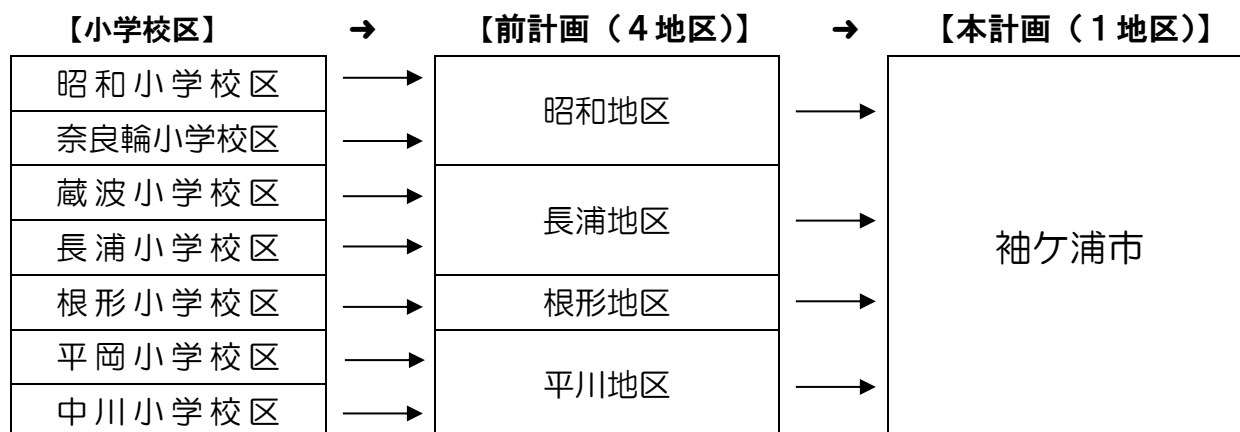 【小学校区】 → 【前計画（４地区）】 → 【本計画（１地区）】
昭和小学校区
奈良輪小学校区
蔵波小学校区
長浦小学校区
根形小学校区
平岡小学校区
中川小学校区
昭和地区
長浦地区
根形地区
平川地区
袖ケ浦市